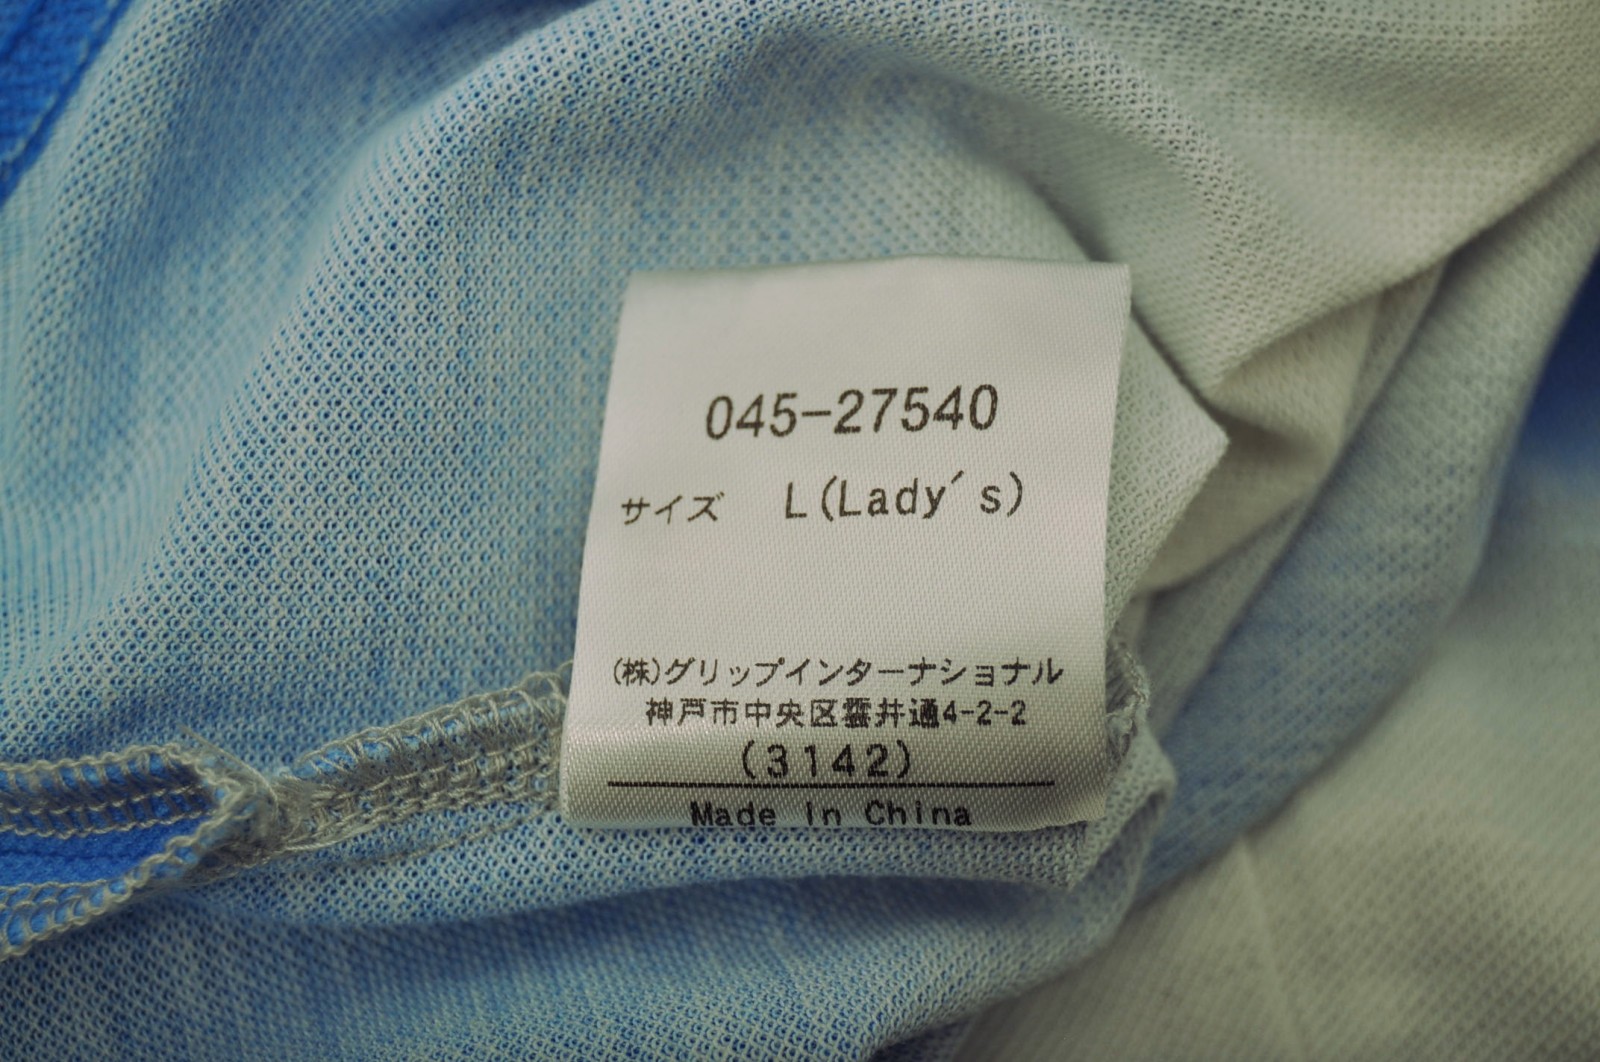 045-27540
サイズ L(Lady's)
(株)グリップインターナショナル
神戸市中央区雲井通4-2-2
(3142)
Made In China